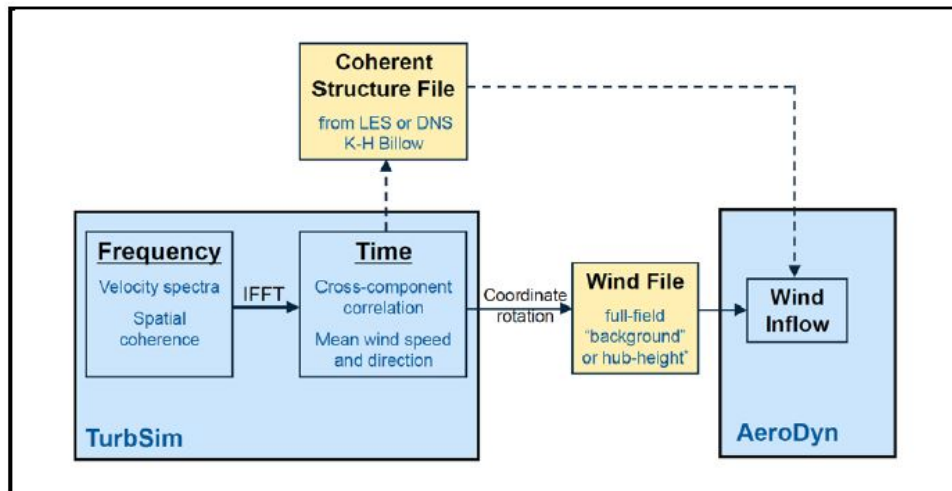 Coherent
Structure File
from LES or DNS
K-H Billow
Frequency
Velocity spectra
Spatial
coherence
IFFT
Time
Cross-component
correlation
Mean wind speed
and direction
Coordinate
rotation
Wind File
full-field
“background”
or hub-height*
Wind
Inflow
TurbSim
AeroDyn